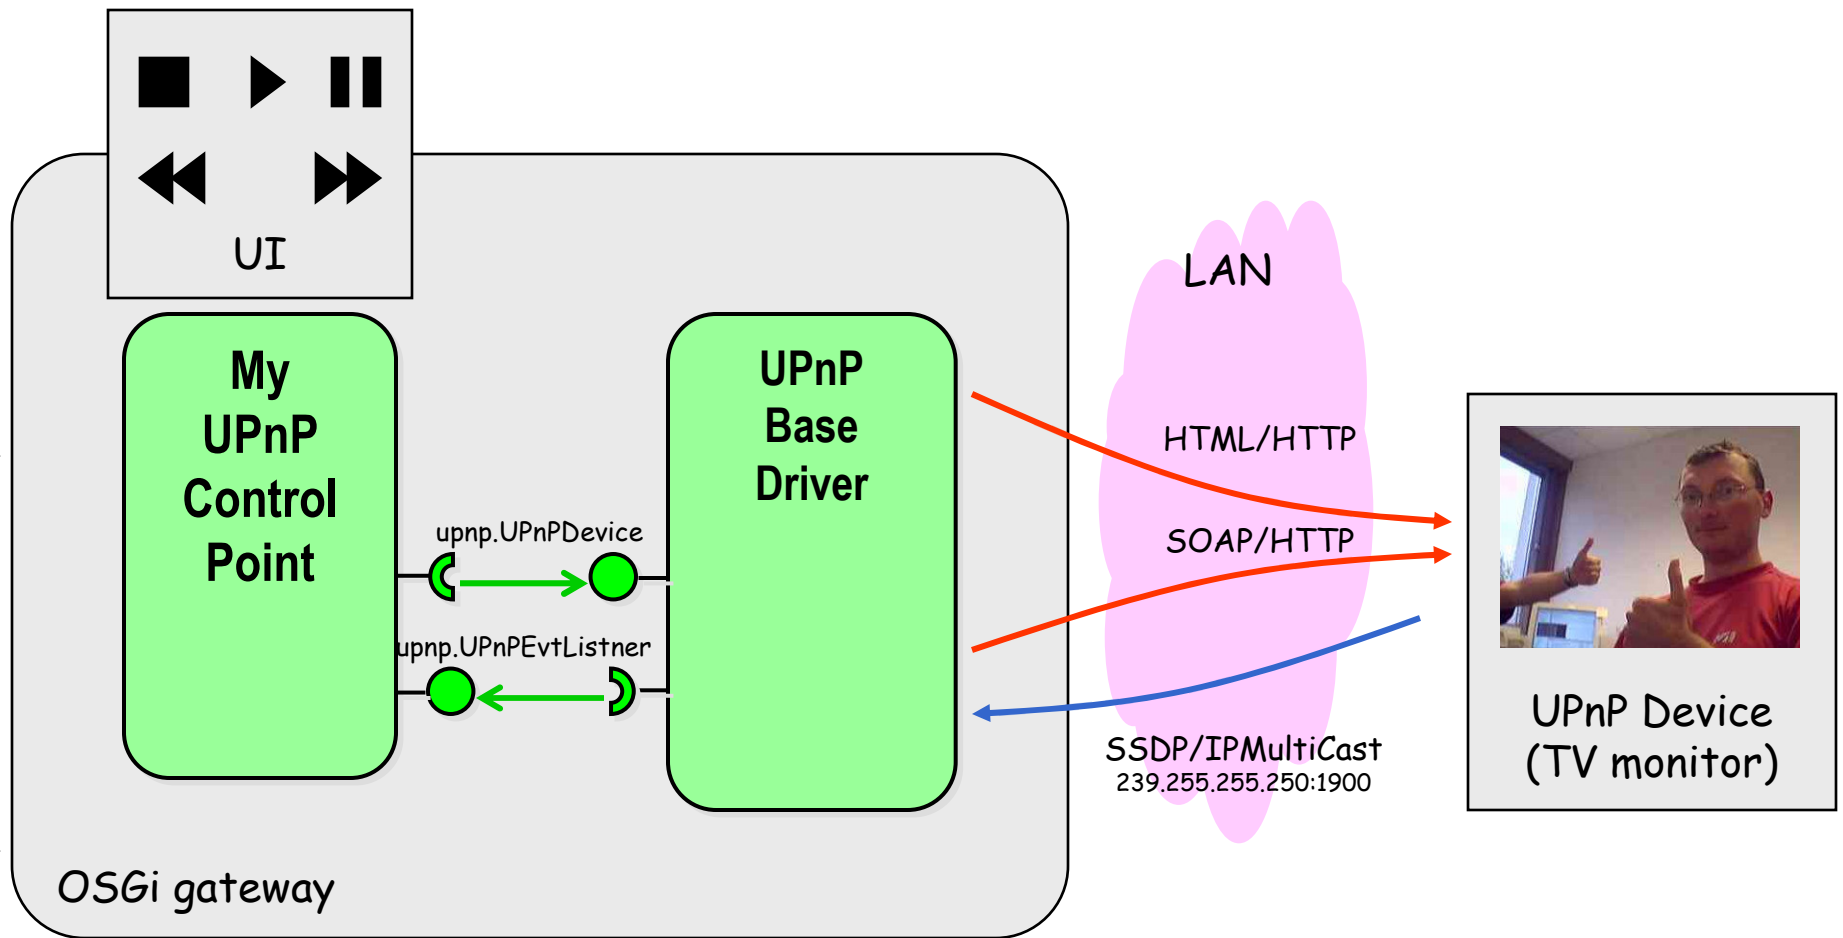 UI
My
UPnP
Control
Point
upnp.UPnPDevice
upnp.UPnPEvtListner
UPnP
Base
Driver
OSGi gateway
LAN
HTML/HTTP
SOAP/HTTP
SSDP/IPMultiCast
239.255.255.250:1900
UPnP Device
(TV monitor)